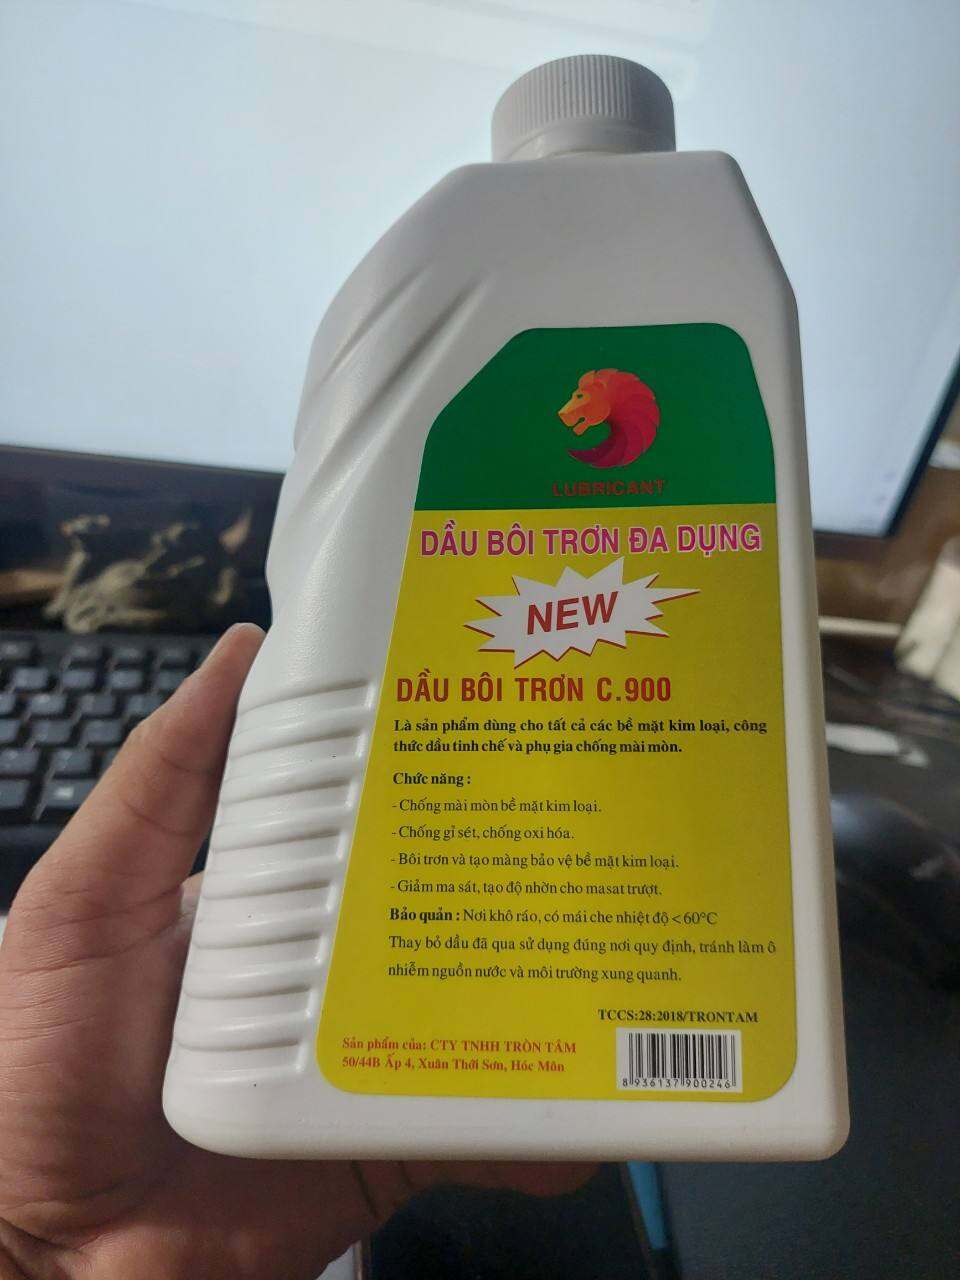 LUBRICANT
DẦU BÔI TRƠN ĐA DỤNG
NEW
DẦU BÔI TRƠN C.900
Là sản phẩm dùng cho tất cả các bề mặt kim loại, công
thức dầu tinh chế và phụ gia chống mài mòn.
Chức năng :
- Chống mài mòn bề mặt kim loại.
- Chống gỉ sét, chống oxi hóa.
- Bôi trơn và tạo màng bảo vệ bề mặt kim loại.
- Giảm ma sát, tạo độ nhờn cho masat trượt.
Bảo quản : Nơi khô ráo, có mái che nhiệt độ < 60°C
Thay bỏ dầu đã qua sử dụng đúng nơi quy định, tránh làm ô
nhiễm nguồn nước và môi trường xung quanh.
TCCS:28:2018/TRONTAM
Sản phẩm của: CTY TNHH TRÒN TÂM
50/44B Ấp 4, Xuân Thới Sơn, Hóc Môn
8 936137 900246